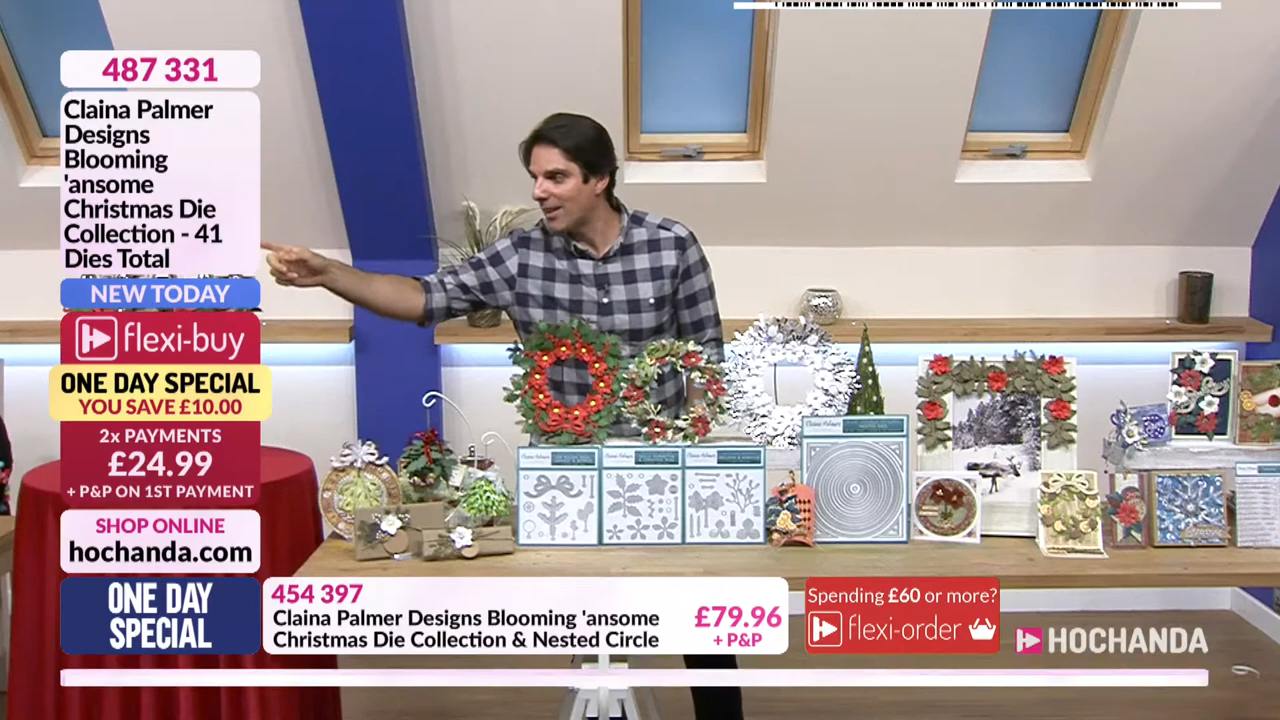 487 331
Claina Palmer
Designs
Blooming
'ansome
Christmas Die
Collection - 41
Dies Total
NEW TODAY
flexi-buy
ONE DAY SPECIAL
YOU SAVE £10.00
2x PAYMENTS
£24.99
+ P&P ON 1ST PAYMENT
SHOP ONLINE
hochanda.com
ONE DAY
SPECIAL
454 397
Claina Palmer Designs Blooming 'ansome
Christmas Die Collection & Nested Circle
£79.96
+ P&P
Spending £60 or more?
flexi-order
HOCHANDA